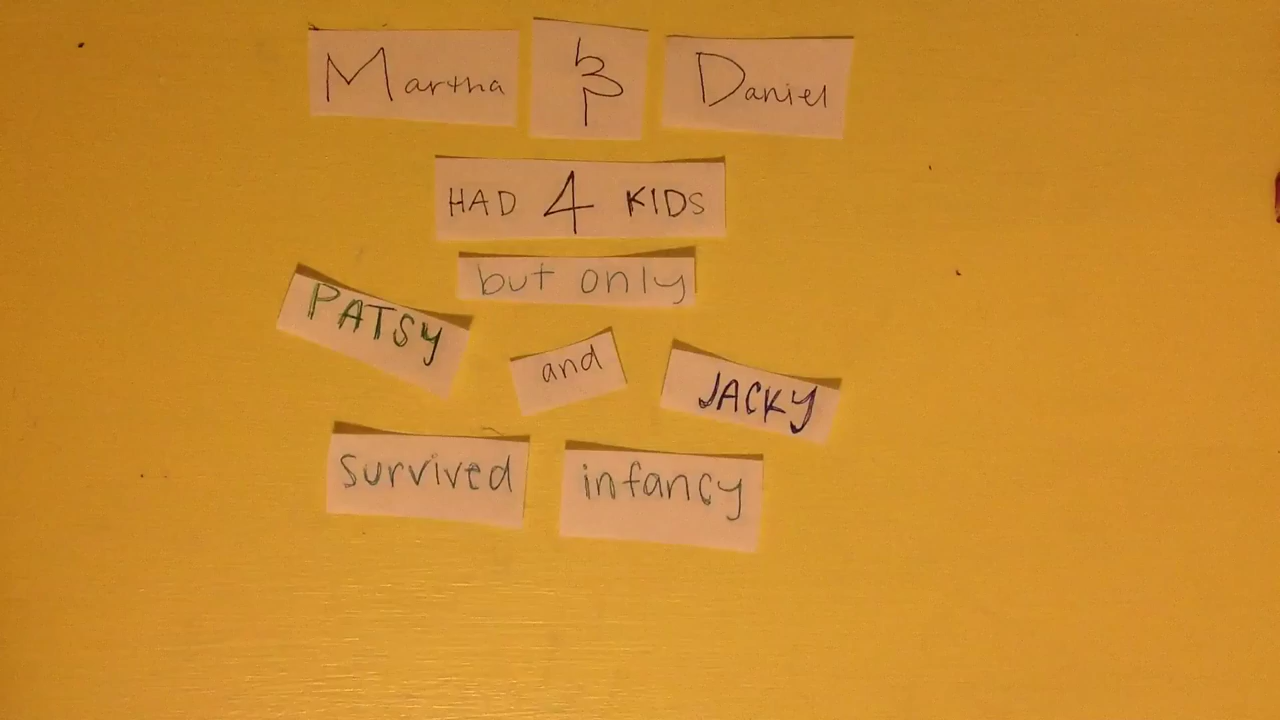 Martha & Daniel
HAD 4 KIDS
but only
PATSY and JACKY
survived infancy